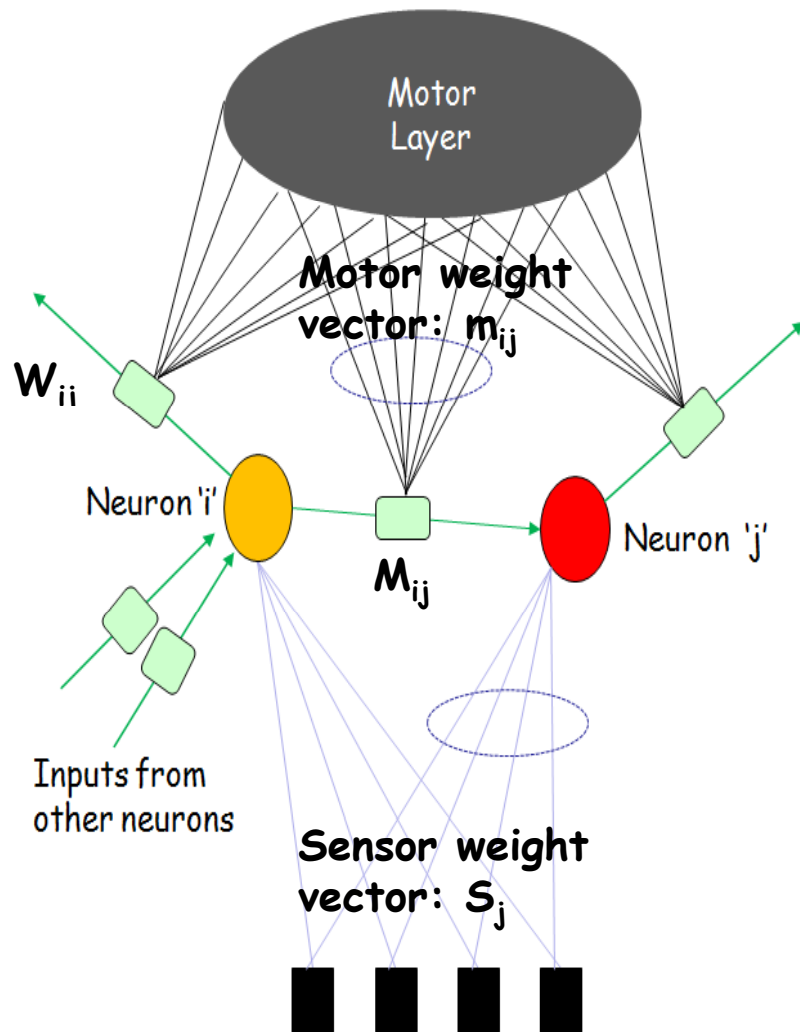 Motor
Layer
Motor weight
vector: mij
Wii
Neuron 'i'
Neuron 'j'
Mij
Inputs from
other neurons
Sensor weight
vector: Sj